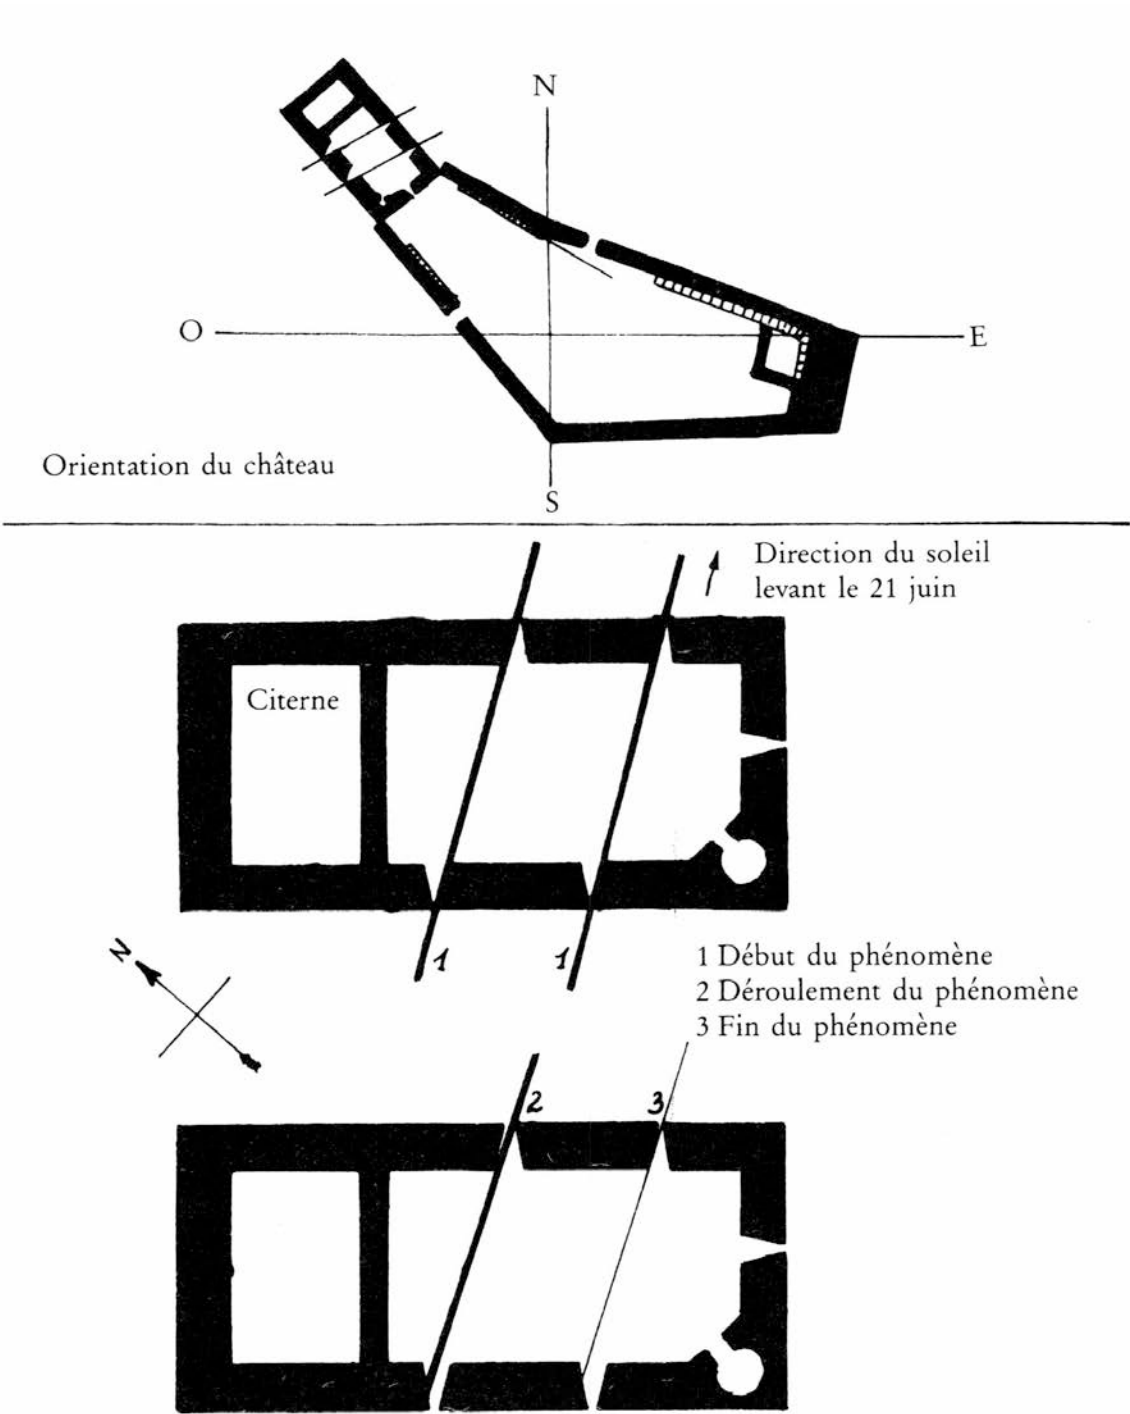 N
O
E
Orientation du château
S
Direction du soleil
levant le 21 juin
Citerne
1
1
N
1 Début du phénomène
2 Déroulement du phénomène
3 Fin du phénomène
2
3